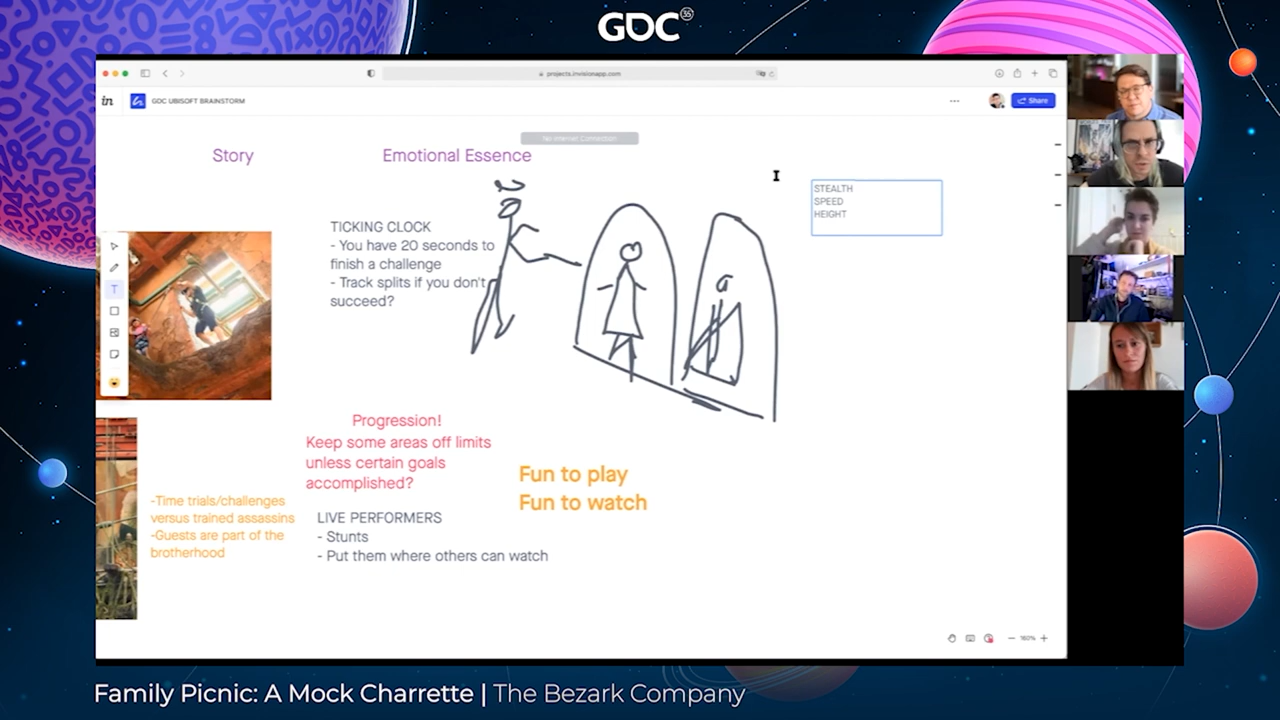 GDC 35
projects.invisionapp.com
in
GDC UBISOFT BRAINSTORM
Share
No Internet Connection
Story
Emotional Essence
STEALTH
SPEED
HEIGHT
TICKING CLOCK
- You have 20 seconds to
finish a challenge
- Track splits if you don't
succeed?
T
Progression!
Keep some areas off limits
unless certain goals
accomplished?
Fun to play
Fun to watch
-Time trials/challenges
versus trained assassins
-Guests are part of the
brotherhood
LIVE PERFORMERS
- Stunts
- Put them where others can watch
160%
Family Picnic: A Mock Charrette | The Bezark Company